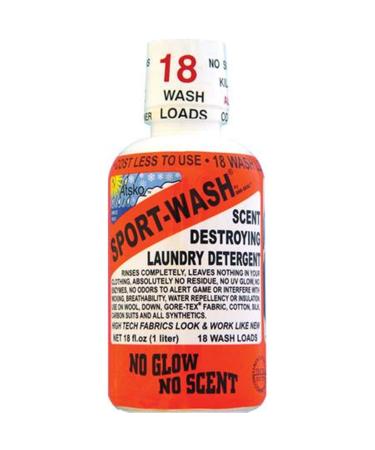 18
NO S
WASH
LOADS
COST LESS TO USE • 18 WASH
Atsko
SPORT-WASH®
SCENT
DESTROYING
LAUNDRY DETERGENT
RINSES COMPLETELY, LEAVES NOTHING IN YOUR
CLOTHING, ABSOLUTELY NO RESIDUE, NO UV GLOW, NO
ENZYMES, NO ODORS TO ALERT GAME OR INTERFERE WITH
WICKING, BREATHABILITY, WATER REPELLENCY OR INSULATION.
USE ON WOOL, DOWN, GORE-TEX® FABRIC, COTTON, SILK,
CARBON SUITS AND ALL SYNTHETICS.
HIGH TECH FABRICS LOOK & WORK LIKE NEW
NET 18 fl.oz (1 liter) 18 WASH LOADS
NO GLOW
NO SCENT